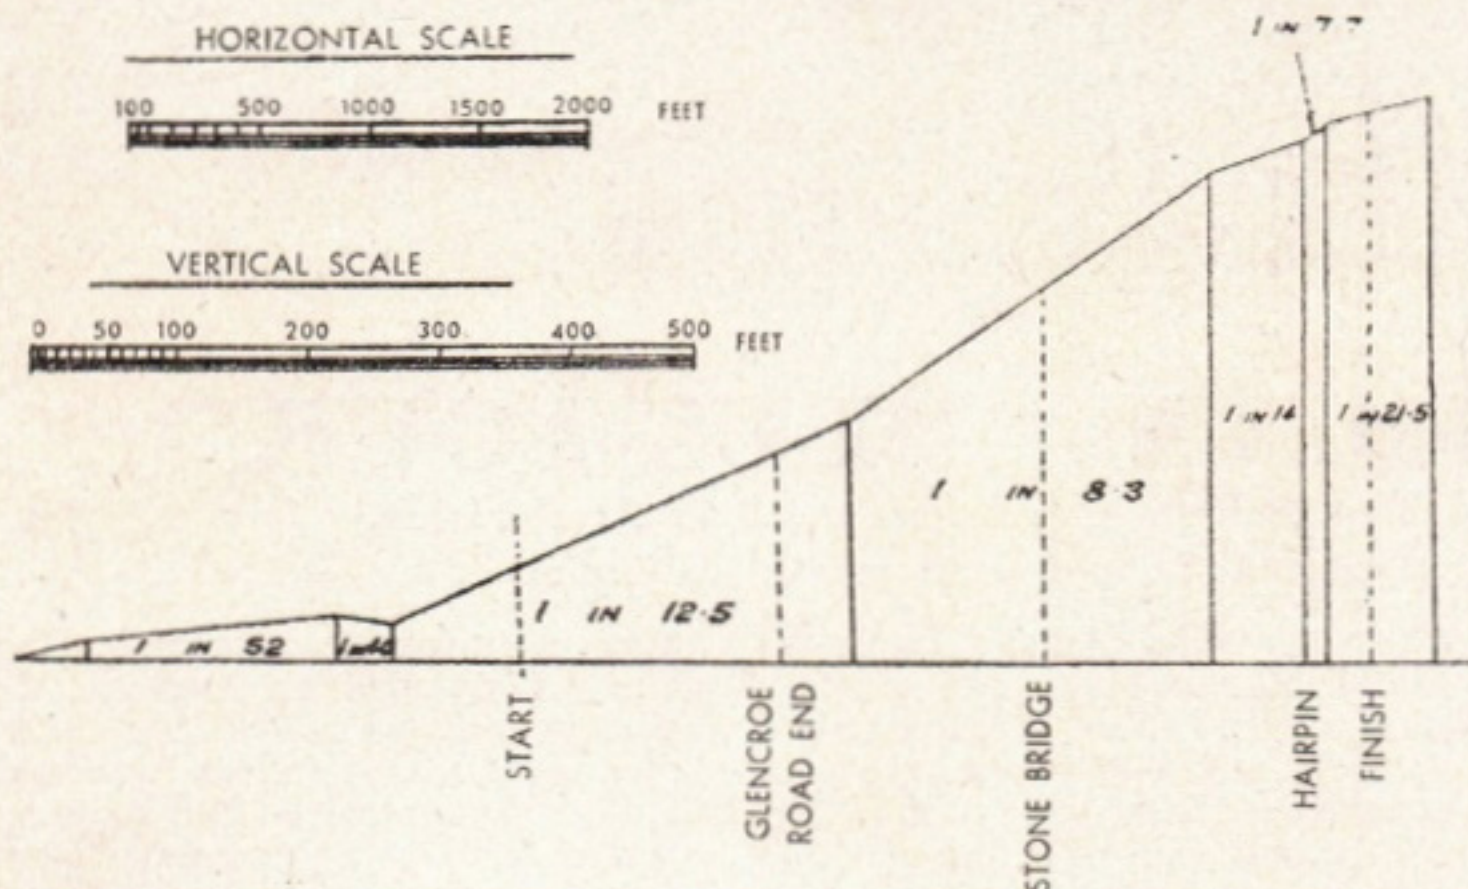 HORIZONTAL SCALE
100 500 1000 1500 2000 FEET
VERTICAL SCALE
0 50 100 200 300 400 500 FEET
1 IN
1 IN 14
1 IN 21·5
1 IN 8·3
1 IN 12·5
1 IN 52
1 IN
START
GLENCROE
ROAD END
STONE BRIDGE
HAIRPIN
FINISH